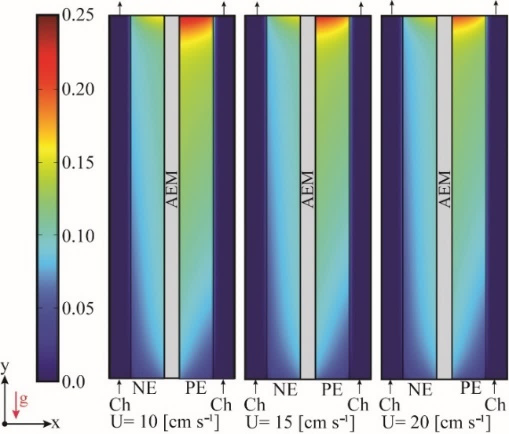 0.25
0.20
0.15
0.10
0.05
0.0
AEM
AEM
AEM
y
g
x
NE PE
NE PE
NE PE
Ch Ch
Ch Ch
Ch Ch
U= 10 [cm s⁻¹]
U= 15 [cm s⁻¹]
U= 20 [cm s⁻¹]